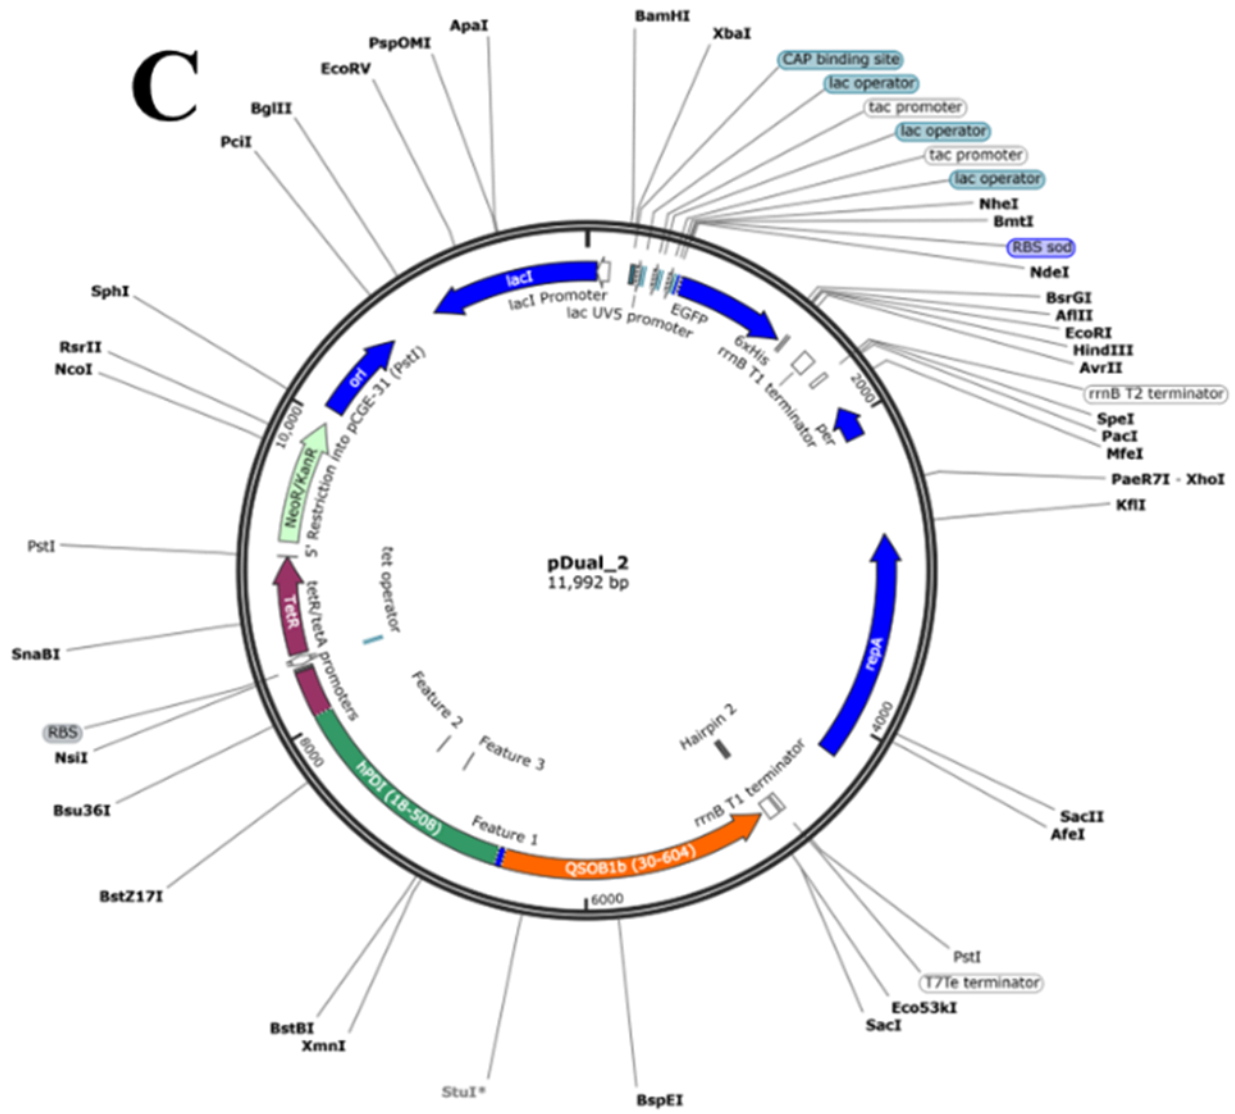 C
ApaI
PspOMI
EcoRV
BglII
PciI
SphI
RsrII
NcoI
PstI
SnaBI
RBS
NsiI
Bsu36I
BstZ17I
BstBI
XmnI
StuI*
BspEI
SacI
Eco53kI
T7Te terminator
PstI
AfeI
SacII
KflI
PaeR7I - XhoI
MfeI
PacI
SpeI
rrnB T2 terminator
AvrII
HindIII
EcoRI
AflII
BsrGI
NdeI
RBS sod
BmtI
NheI
lac operator
tac promoter
lac operator
tac promoter
lac operator
CAP binding site
XbaI
BamHI
lacI
lacI Promoter
lac UV5 promoter
EGFP
6xHis
rrnB T1 terminator
2000
per
repA
4000
Hairpin 2
rrnB T1 terminator
QSOB1b (30-604)
6000
Feature 1
hPDI (18-508)
Feature 3
Feature 2
8000
tetR/tetA promoters
tet operator
TetR
5' Restriction into pCGE-31 (PstI)
NeoR/KanR
10,000
ori
pDual_2
11,992 bp